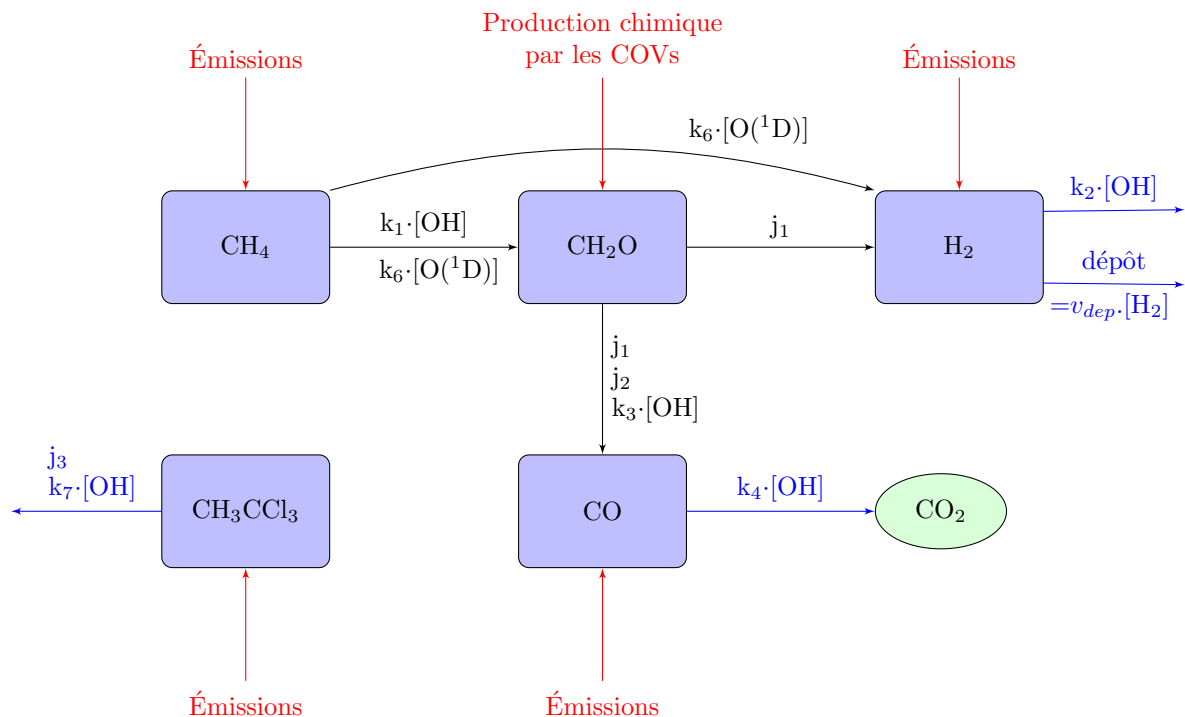 Production chimique
par les COVs
Émissions
Émissions
k₆·[O(¹D)]
k₁·[OH]
k₆·[O(¹D)]
j₁
k₂·[OH]
CH₄
CH₂O
H₂
dépôt
=v_dep.[H₂]
j₁
j₂
k₃·[OH]
j₃
k₇·[OH]
k₄·[OH]
CH₃CCl₃
CO
CO₂
Émissions
Émissions